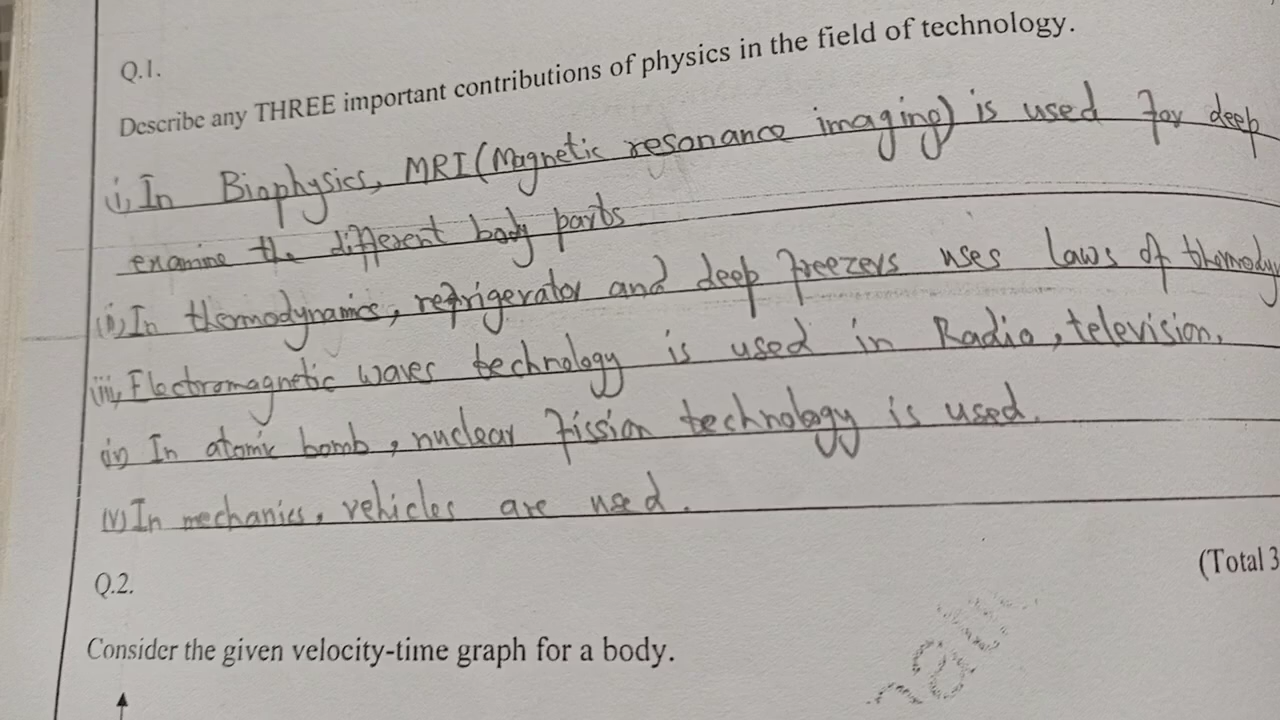 Q.1.
Describe any THREE important contributions of physics in the field of technology.
(i) In Biophysics, MRI (Magnetic resonance imaging) is used for deep
examine the different body parts
(ii) In thermodynamics, refrigerator and deep freezers uses laws of thermody
(iii) Electromagnetic waves technology is used in Radio, television,
(iv) In atomic bomb, nuclear fission technology is used.
(v) In mechanics, vehicles are used.
(Total 3
Q.2.
Consider the given velocity-time graph for a body.